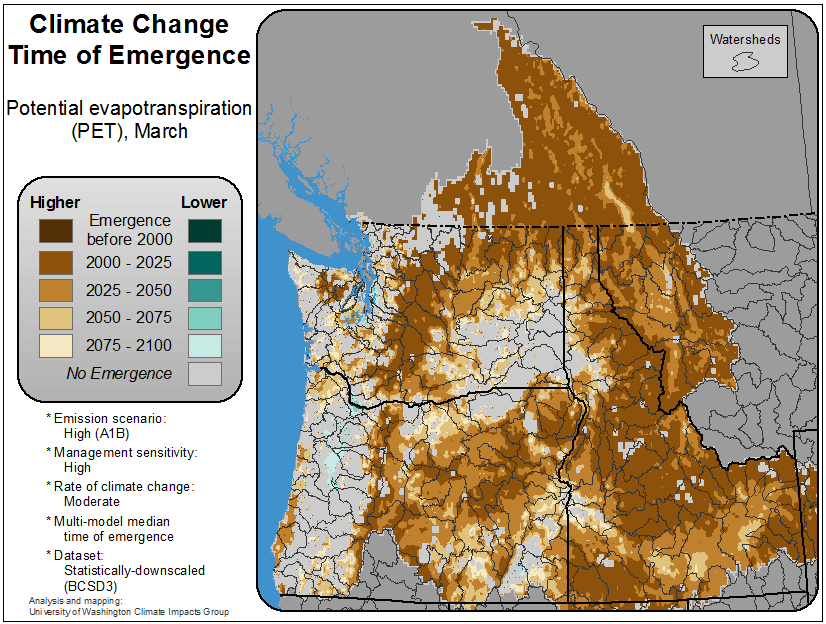 Climate Change
Time of Emergence
Potential evapotranspiration
(PET), March
Higher Lower
Emergence
before 2000
2000 - 2025
2025 - 2050
2050 - 2075
2075 - 2100
No Emergence
* Emission scenario:
High (A1B)
* Management sensitivity:
High
* Rate of climate change:
Moderate
* Multi-model median
time of emergence
* Dataset:
Statistically-downscaled
(BCSD3)
Analysis and mapping:
University of Washington Climate Impacts Group
Watersheds